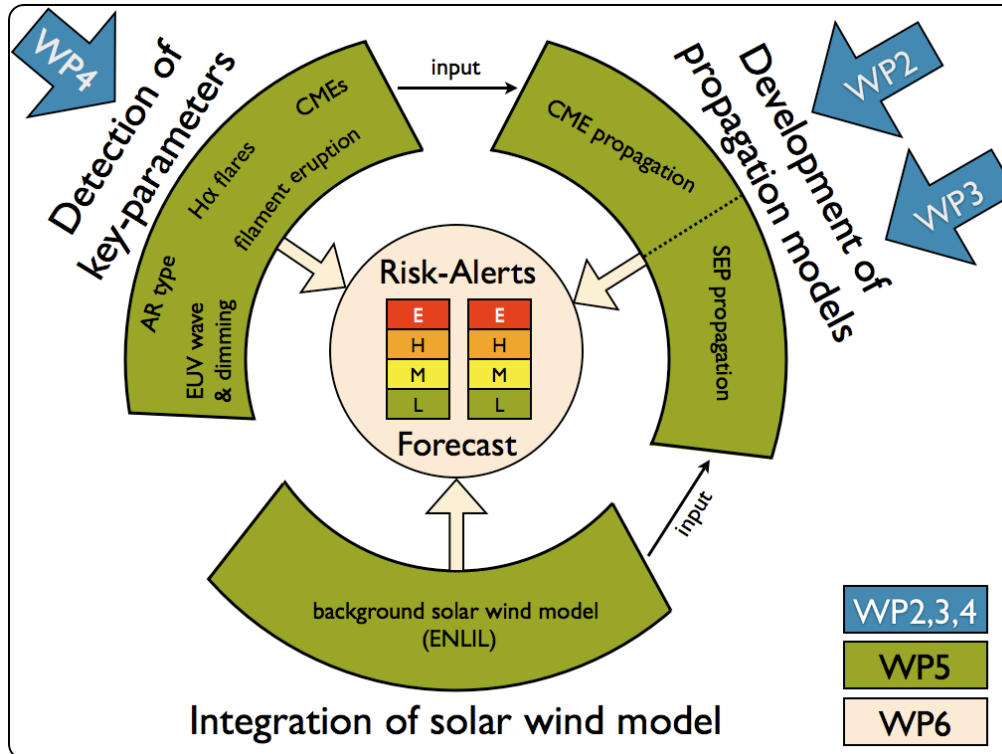 WP4
Detection of
key-parameters
CMEs
Hα flares
filament eruption
AR type
EUV wave
& dimming
input
Development of
propagation models
WP2
WP3
CME propagation
SEP propagation
Risk-Alerts
E E
H H
M M
L L
Forecast
input
background solar wind model
(ENLIL)
Integration of solar wind model
WP2,3,4
WP5
WP6